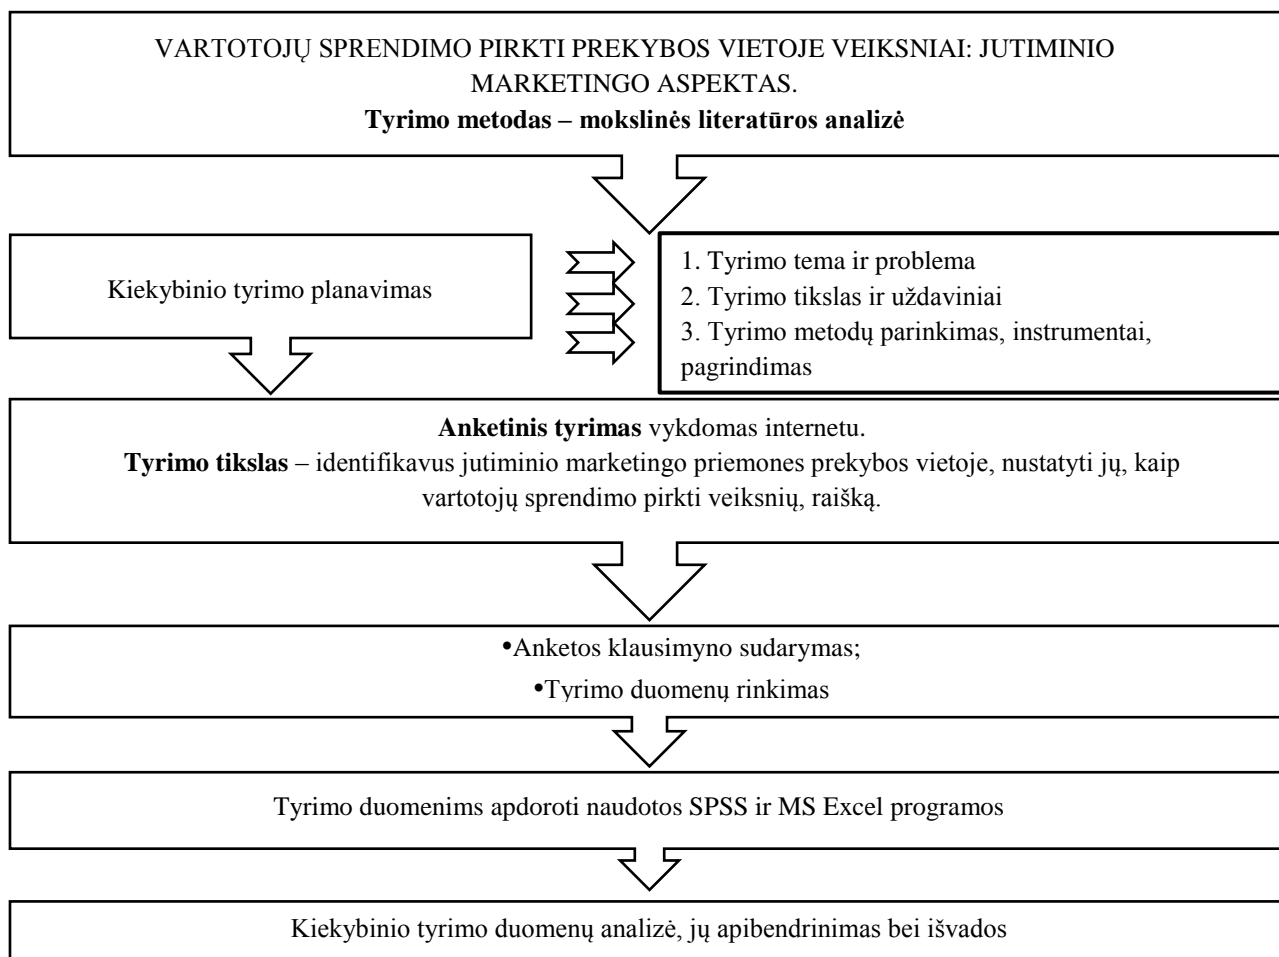 VARTOTOJŲ SPRENDIMO PIRKTI PREKYBOS VIETOJE VEIKSNIAI: JUTIMINIO
MARKETINGO ASPEKTAS.
Tyrimo metodas – mokslinės literatūros analizė
Kiekybinio tyrimo planavimas
1. Tyrimo tema ir problema
2. Tyrimo tikslas ir uždaviniai
3. Tyrimo metodų parinkimas, instrumentai,
pagrindimas
Anketinis tyrimas vykdomas internetu.
Tyrimo tikslas – identifikavus jutiminio marketingo priemones prekybos vietoje, nustatyti jų, kaip
vartotojų sprendimo pirkti veiksnių, raišką.
•Anketos klausimyno sudarymas;
•Tyrimo duomenų rinkimas
Tyrimo duomenims apdoroti naudotos SPSS ir MS Excel programos
Kiekybinio tyrimo duomenų analizė, jų apibendrinimas bei išvados